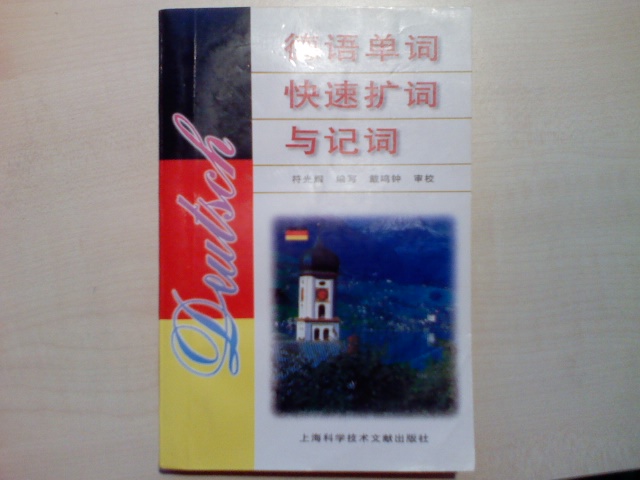 德语单词
快速扩词
与记词
编写 戴鸣钟 审校
Deutsch
上海科学技术文献出版社